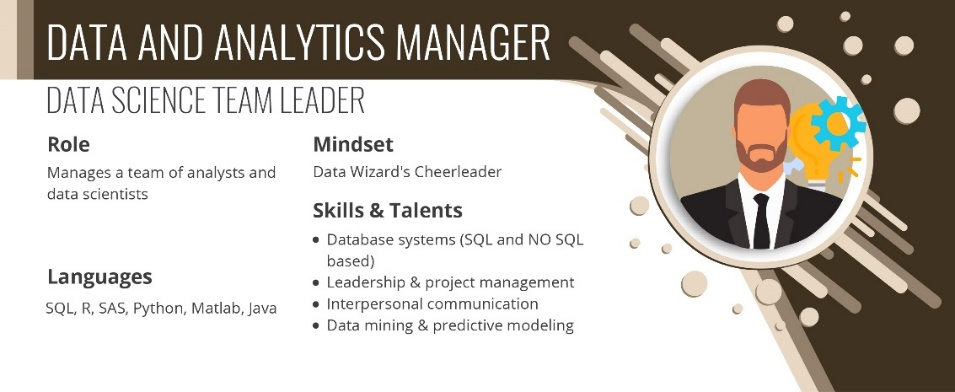 DATA AND ANALYTICS MANAGER
DATA SCIENCE TEAM LEADER
Role
Manages a team of analysts and
data scientists
Languages
SQL, R, SAS, Python, Matlab, Java
Mindset
Data Wizard's Cheerleader
Skills & Talents
• Database systems (SQL and NO SQL
based)
• Leadership & project management
• Interpersonal communication
• Data mining & predictive modeling